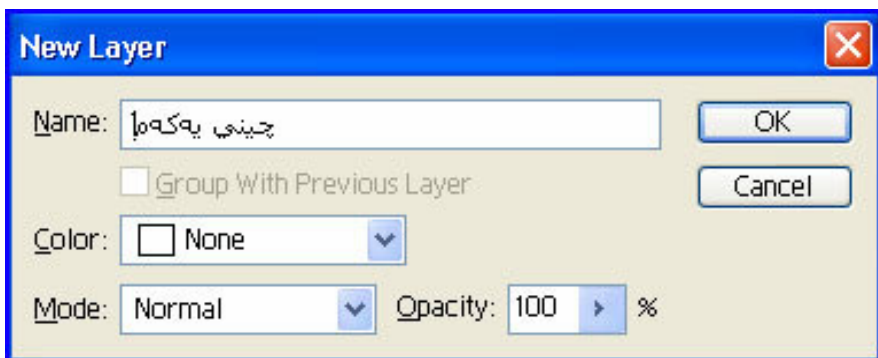 New Layer
Name: چینی یەکەم OK
Group With Previous Layer Cancel
Color: None
Mode: Normal Opacity: 100 %